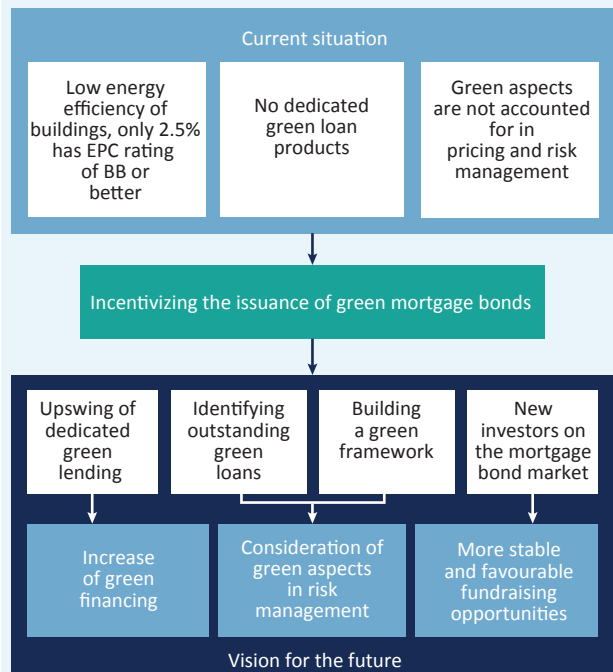 Current situation
Low energy
efficiency of
buildings, only 2.5%
has EPC rating
of BB or
better
No dedicated
green loan
products
Green aspects
are not accounted
for in
pricing and risk
management
Incentivizing the issuance of green mortgage bonds
Upswing of
dedicated
green
lending
Identifying
outstanding
green
loans
Building
a green
framework
New
investors on
the mortgage
bond market
Increase
of green
financing
Consideration of
green aspects
in risk
management
More stable
and favourable
fundraising
opportunities
Vision for the future